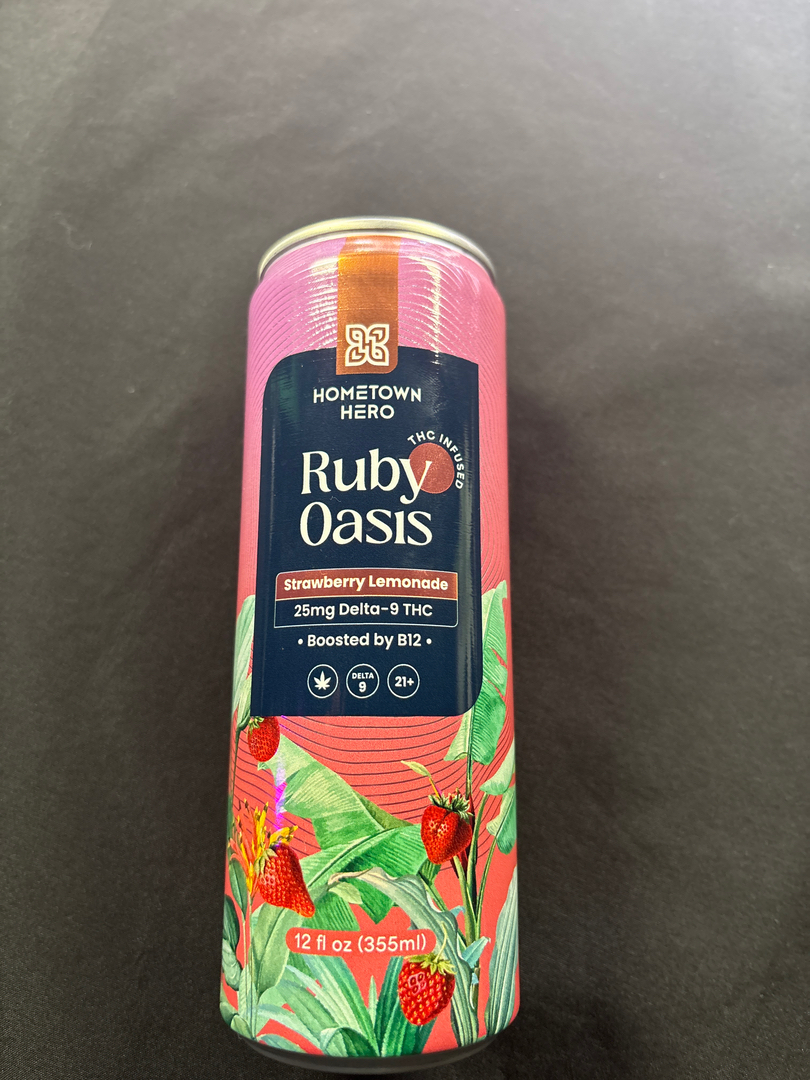 HOMETOWN
HERO
THC INFUSED
Ruby
Oasis
Strawberry Lemonade
25mg Delta-9 THC
• Boosted by B12 •
DELTA
9
21+
12 fl oz (355ml)